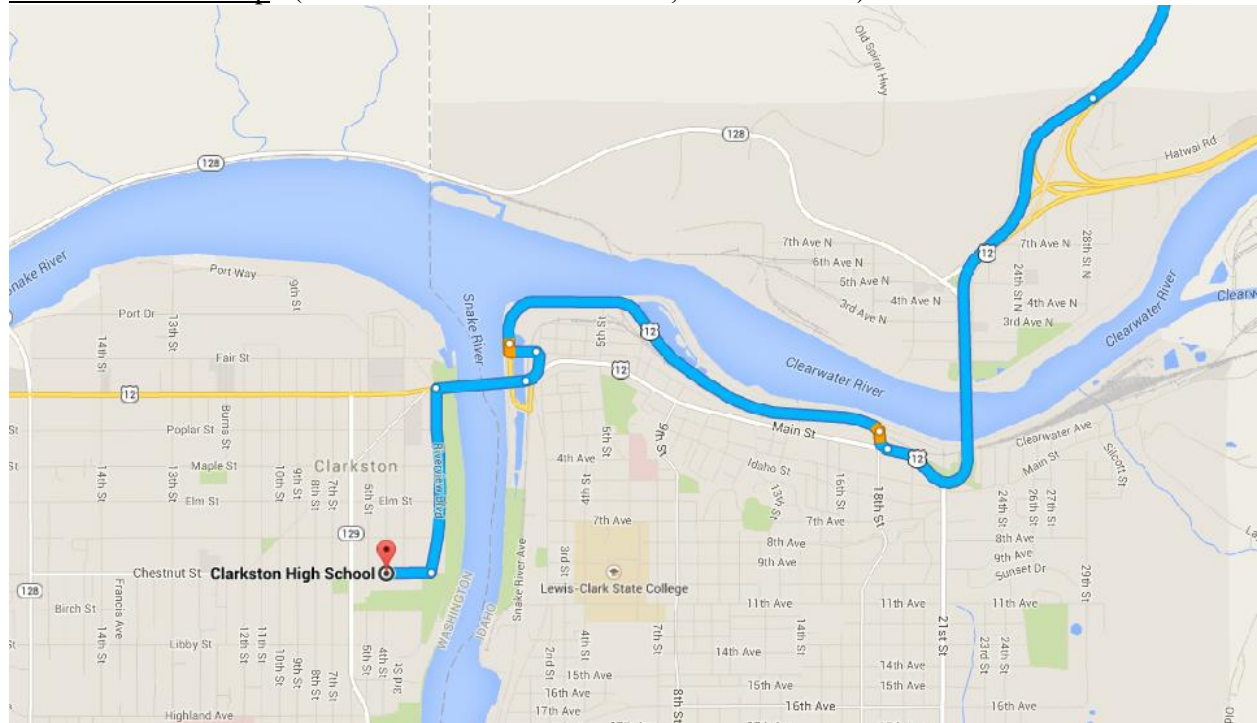 Old Spiral Hwy
128
128
Hatwai Rd
Snake River
Port Way
9th St
Snake River
7th Ave N
6th Ave N
5th Ave N
4th Ave N
3rd Ave N
12
7th Ave N
28th St N
24th St N
4th Ave N
3rd Ave N
Clearwater River
Port Dr
13th St
14th St
Fair St
5th St
12
12
Clearwater River
12
Poplar St
Burns St
Maple St
Clarkston
Riverview Blvd
14th St
13th St
10th St
9th St
8th St
7th St
5th St
Elm St
Elm St
5th St
9th St
4th Ave
4th St
Main St
Idaho St
12
Clearwater Ave
Main St
Silcott St
129
13½ St
16th St
18th St
7th Ave
7th Ave
8th Ave
9th Ave
24th St
26th St
27th St
8th Ave
9th Ave
Sunset Dr
29th St
Chestnut St
Clarkston High School
128
Birch St
Francis Ave
Libby St
14th St
12th St
11th St
10th St
9th St
8th St
7th St
5th St
4th St
3rd St
Highland Ave
WASHINGTON
IDAHO
Snake River Ave
3rd St
Lewis-Clark State College
11th Ave
11th Ave
11th Ave
2nd St
4th St
7th St
8th St
14th St
14th Ave
14th Ave
15th Ave
15th Ave
15th Ave
16th Ave
16th Ave
16th Ave
17th Ave
21st St
23rd St
24th St